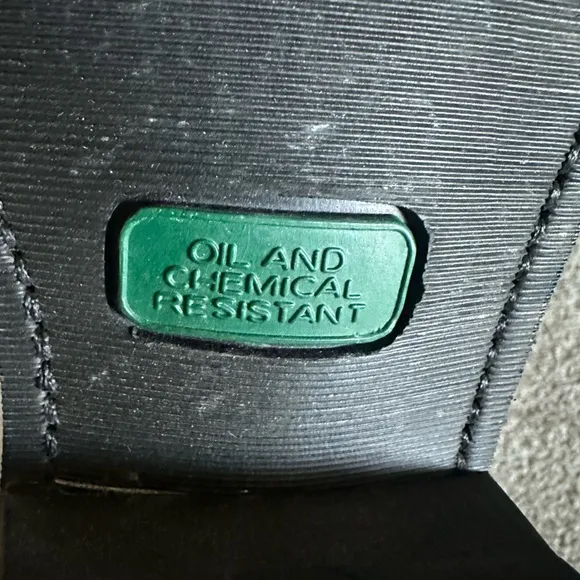 OIL AND
CHEMICAL
RESISTANT